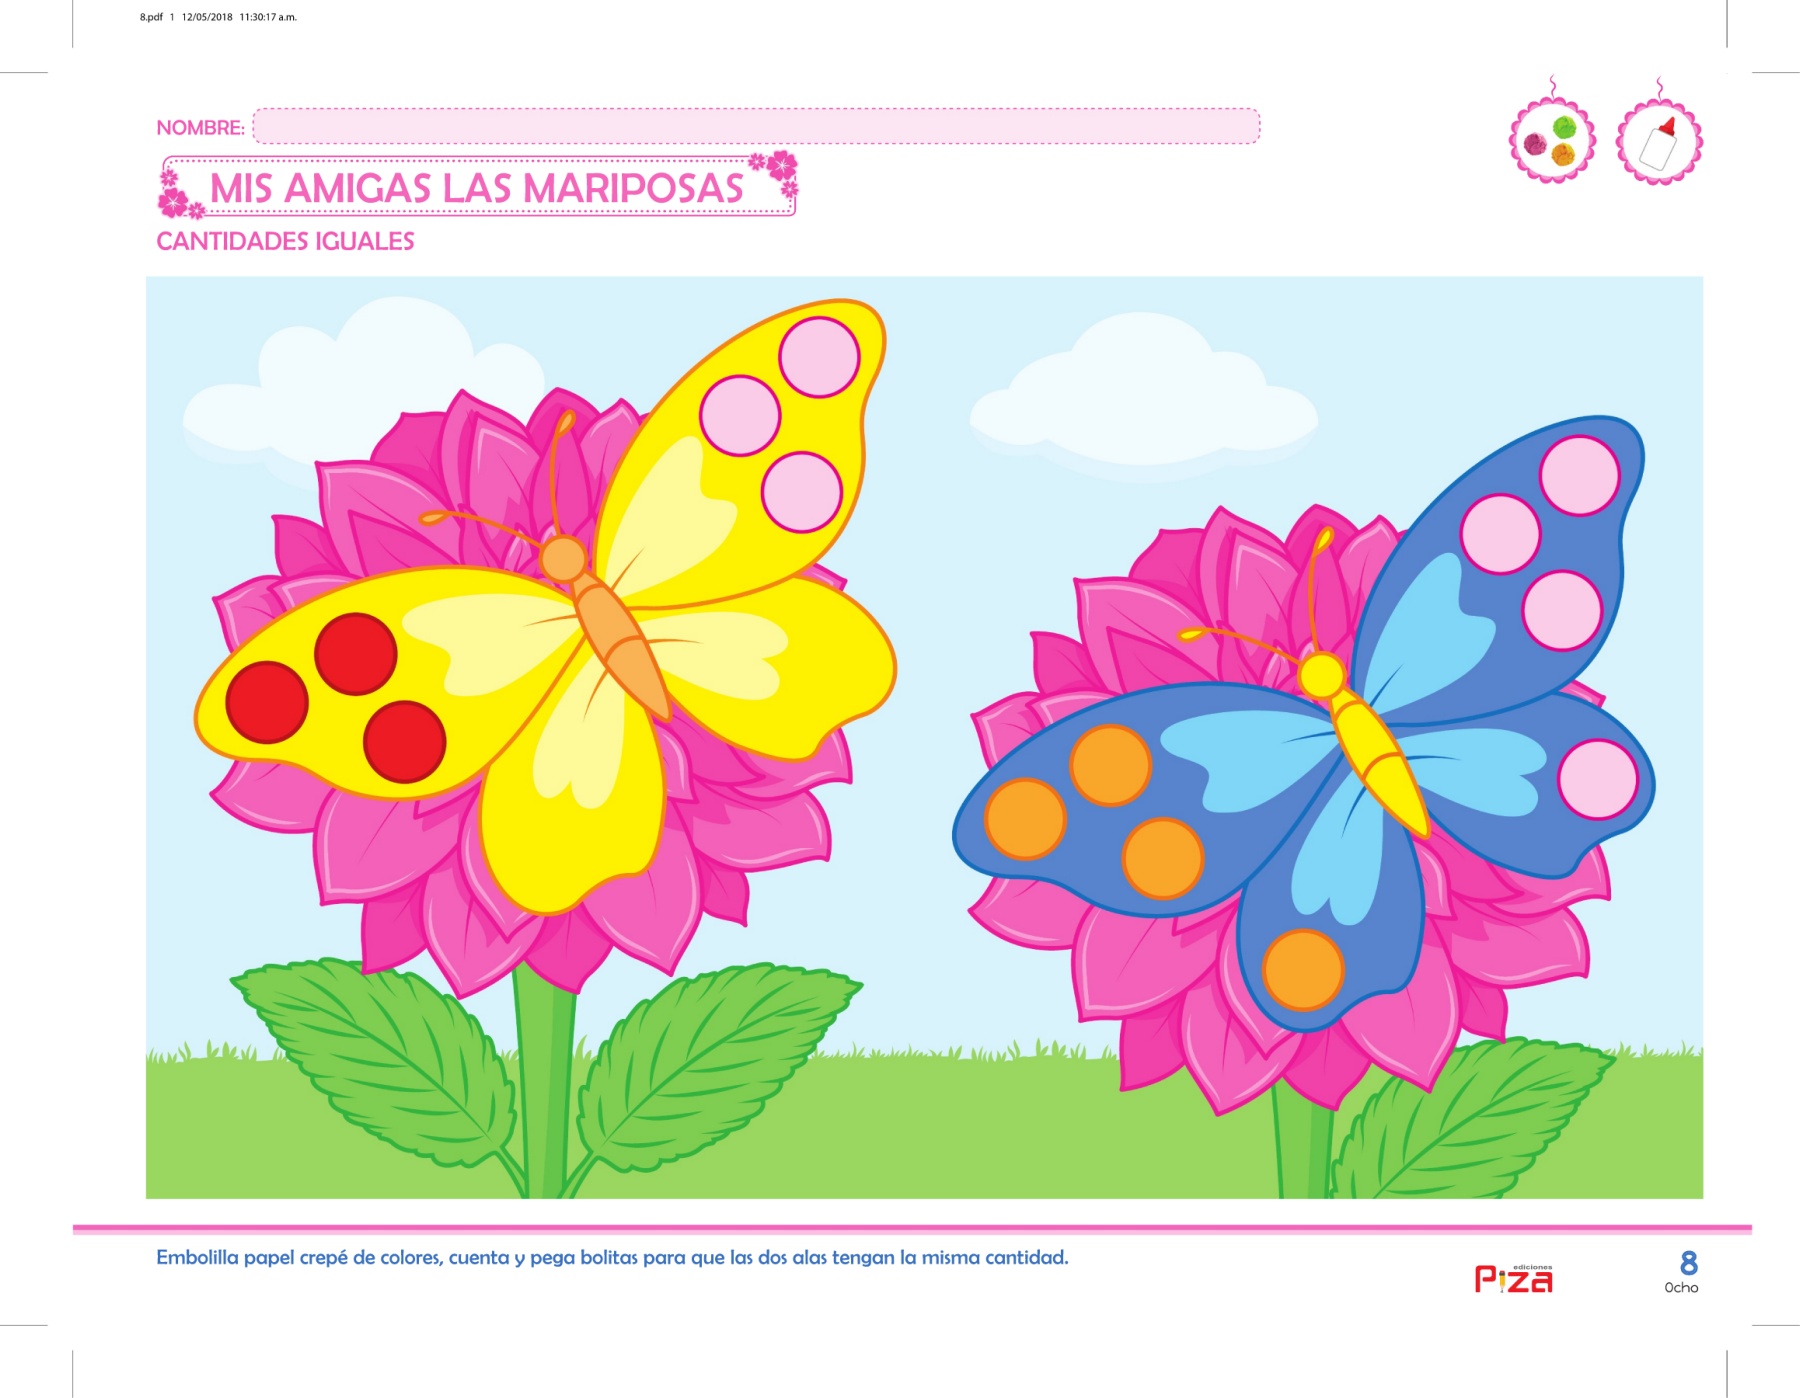 8.pdf 1 12/05/2018 11:30:17 a.m.
NOMBRE:
MIS AMIGAS LAS MARIPOSAS
CANTIDADES IGUALES
Embolilla papel crepé de colores, cuenta y pega bolitas para que las dos alas tengan la misma cantidad.
ediciones
Piza
8
Ocho